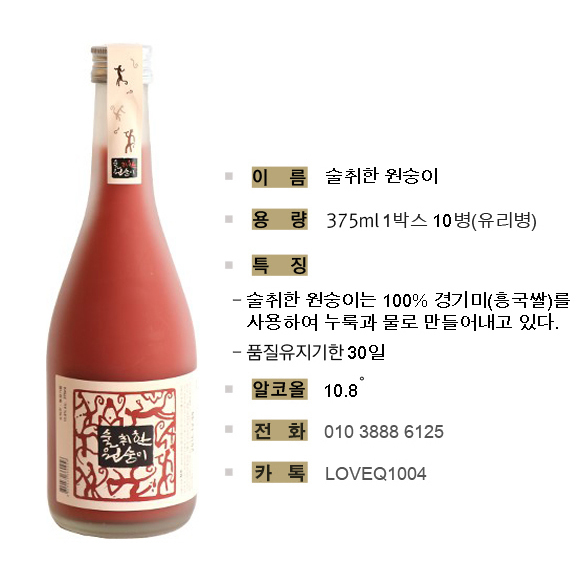 술취한
원숭이
술취한
원숭이
이 름 술취한 원숭이
용 량 375ml 1박스 10병(유리병)
특 징
- 술취한 원숭이는 100% 경기미(홍국쌀)를
사용하여 누룩과 물로 만들어내고 있다.
- 품질유지기한 30일
알코올 10.8˚
전 화 010 3888 6125
카 톡 LOVEQ1004